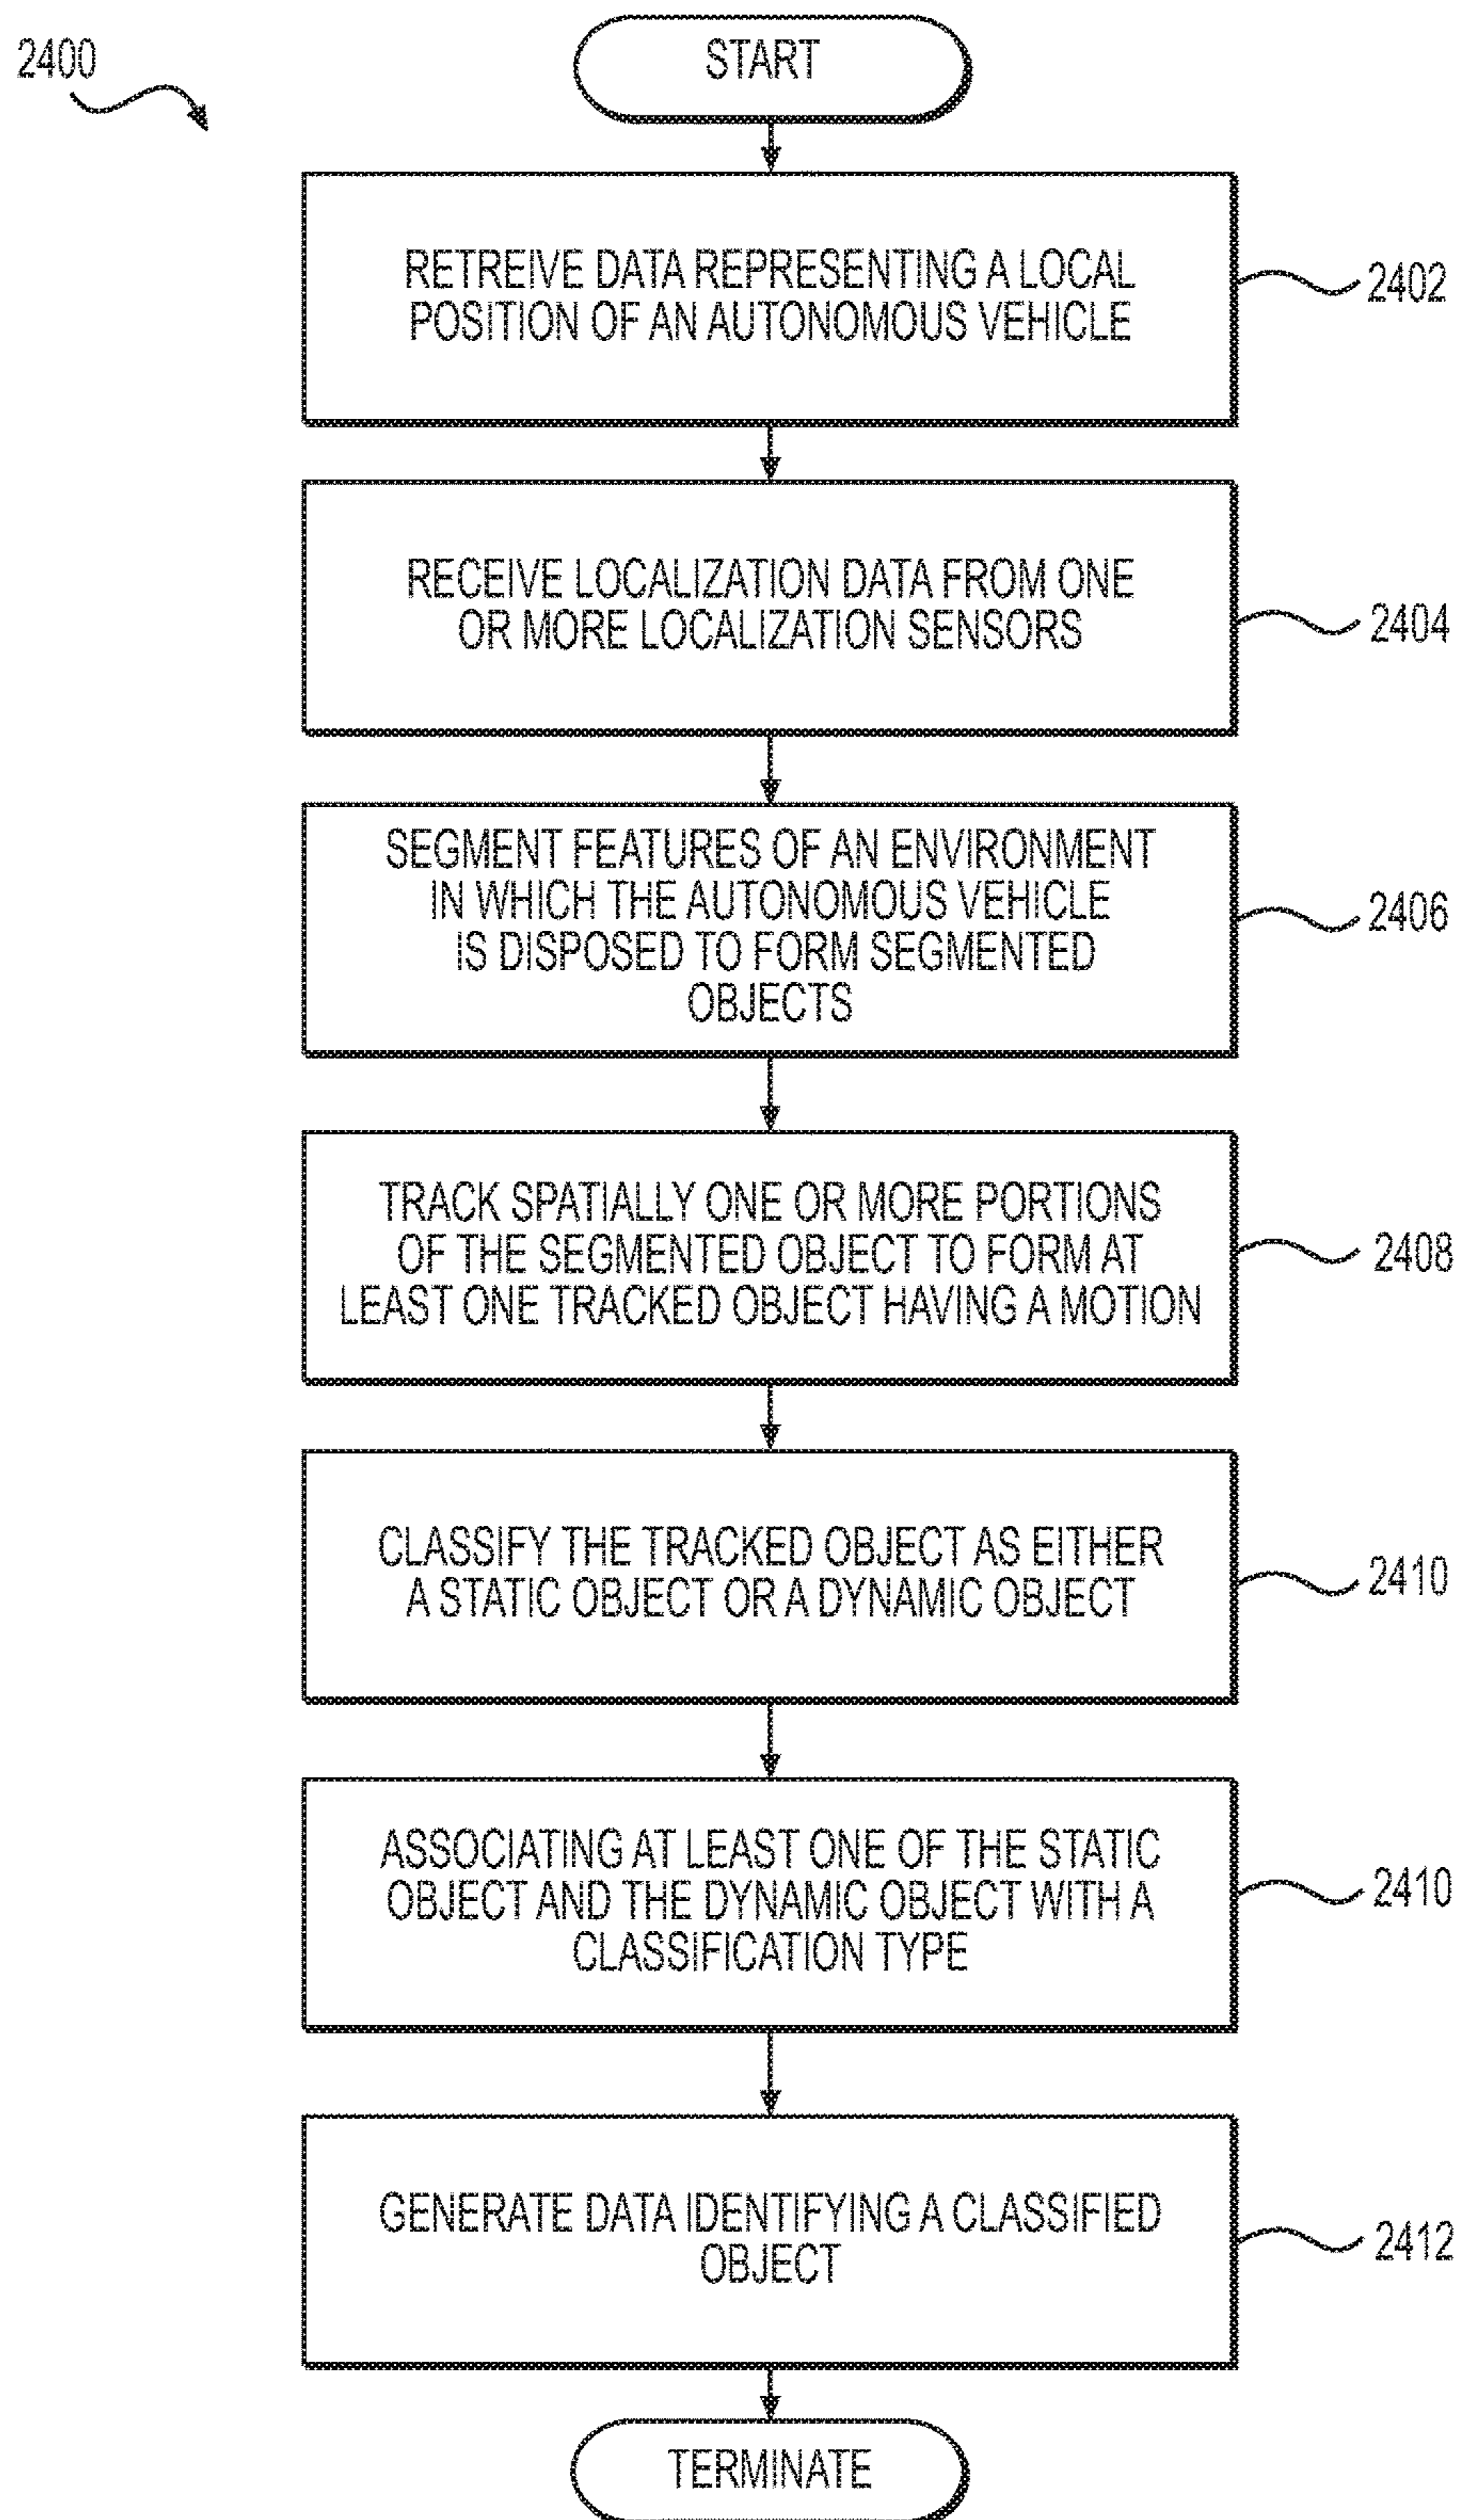 2400
START
RETREIVE DATA REPRESENTING A LOCAL
POSITION OF AN AUTONOMOUS VEHICLE
2402
RECEIVE LOCALIZATION DATA FROM ONE
OR MORE LOCALIZATION SENSORS
2404
SEGMENT FEATURES OF AN ENVIRONMENT
IN WHICH THE AUTONOMOUS VEHICLE
IS DISPOSED TO FORM SEGMENTED
OBJECTS
2406
TRACK SPATIALLY ONE OR MORE PORTIONS
OF THE SEGMENTED OBJECT TO FORM AT
LEAST ONE TRACKED OBJECT HAVING A MOTION
2408
CLASSIFY THE TRACKED OBJECT AS EITHER
A STATIC OBJECT OR A DYNAMIC OBJECT
2410
ASSOCIATING AT LEAST ONE OF THE STATIC
OBJECT AND THE DYNAMIC OBJECT WITH A
CLASSIFICATION TYPE
2410
GENERATE DATA IDENTIFYING A CLASSIFIED
OBJECT
2412
TERMINATE